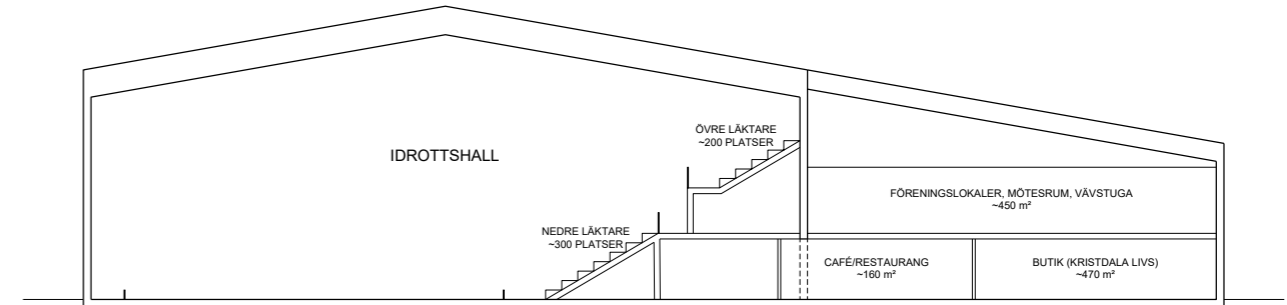 ÖVRE LÄKTARE
~200 PLATSER
IDROTTSHALL
FÖRENINGSLOKALER, MÖTESRUM, VÄVSTUGA
~450 m²
NEDRE LÄKTARE
~300 PLATSER
CAFÉ/RESTAURANG
~160 m²
BUTIK (KRISTDALA LIVS)
~470 m²